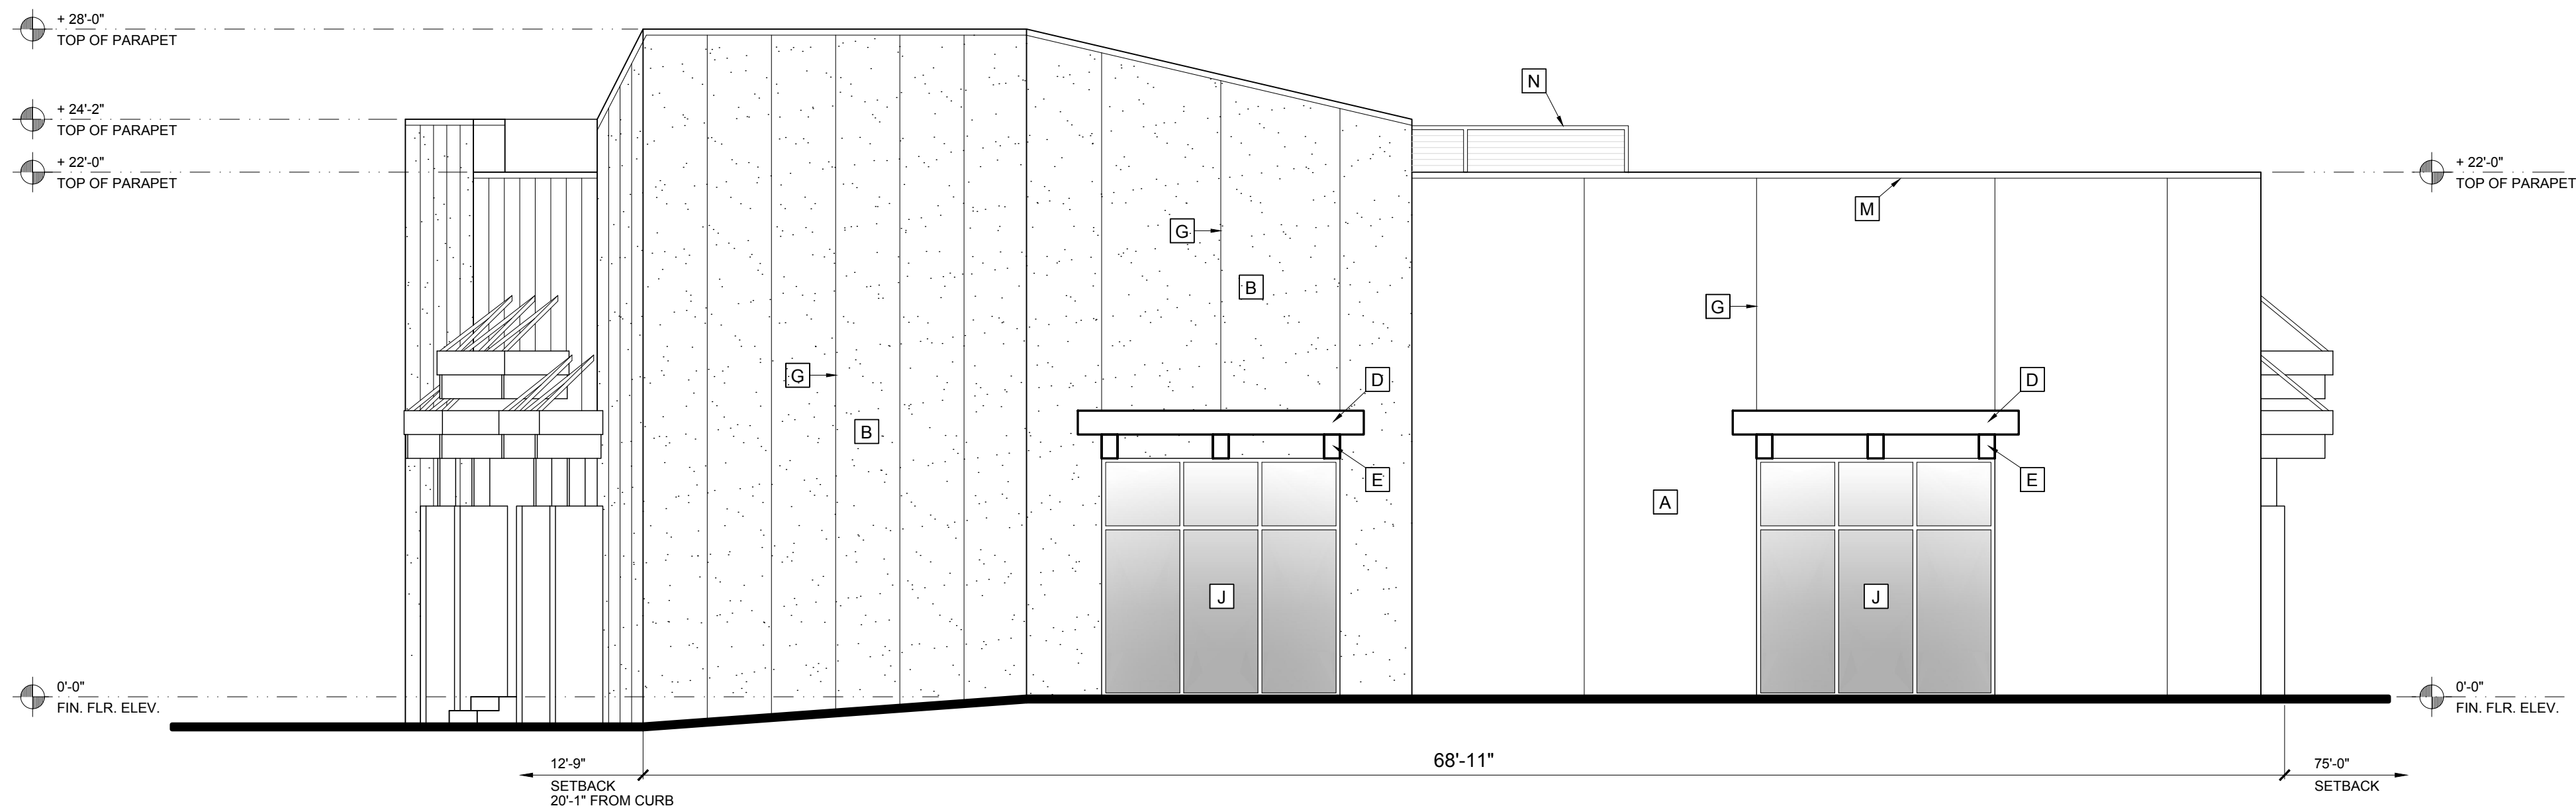 + 28'-0"
TOP OF PARAPET
+ 24'-2"
TOP OF PARAPET
+ 22'-0"
TOP OF PARAPET
N
+ 22'-0"
TOP OF PARAPET
M
G
B
G
G
D
D
B
E
E
A
J
J
0'-0"
FIN. FLR. ELEV.
0'-0"
FIN. FLR. ELEV.
12'-9"
SETBACK
20'-1" FROM CURB
68'-11"
75'-0"
SETBACK